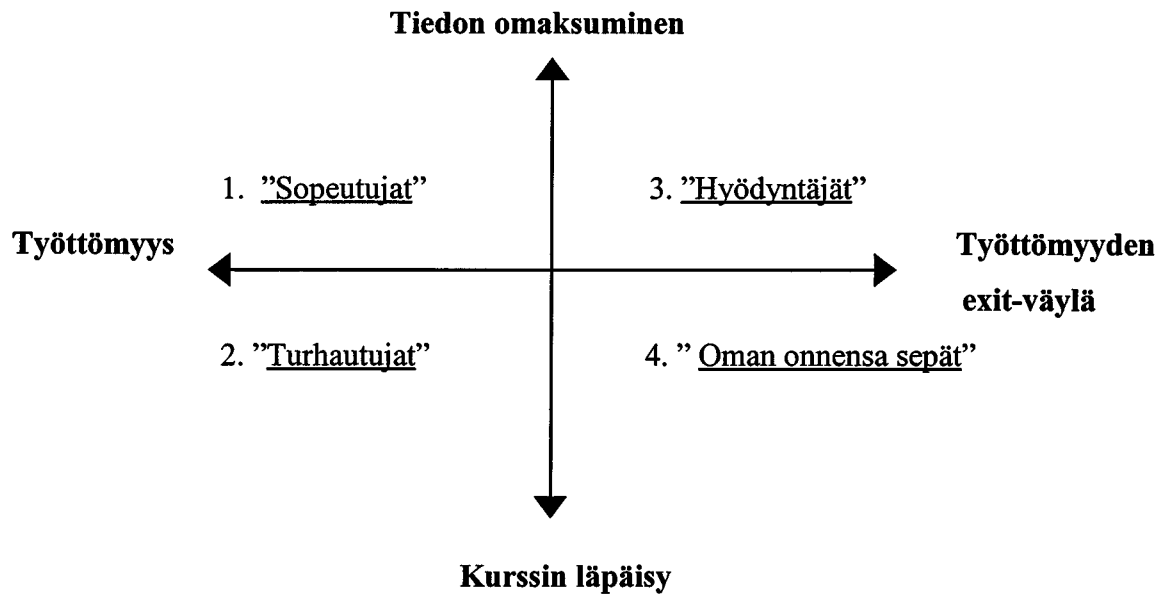 Tiedon omaksuminen
1. ”Sopeutujat”
3. ”Hyödyntäjät”
Työttömyys
Työttömyyden
exit-väylä
2. ”Turhautujat”
4. ” Oman onnensa sepät”
Kurssin läpäisy